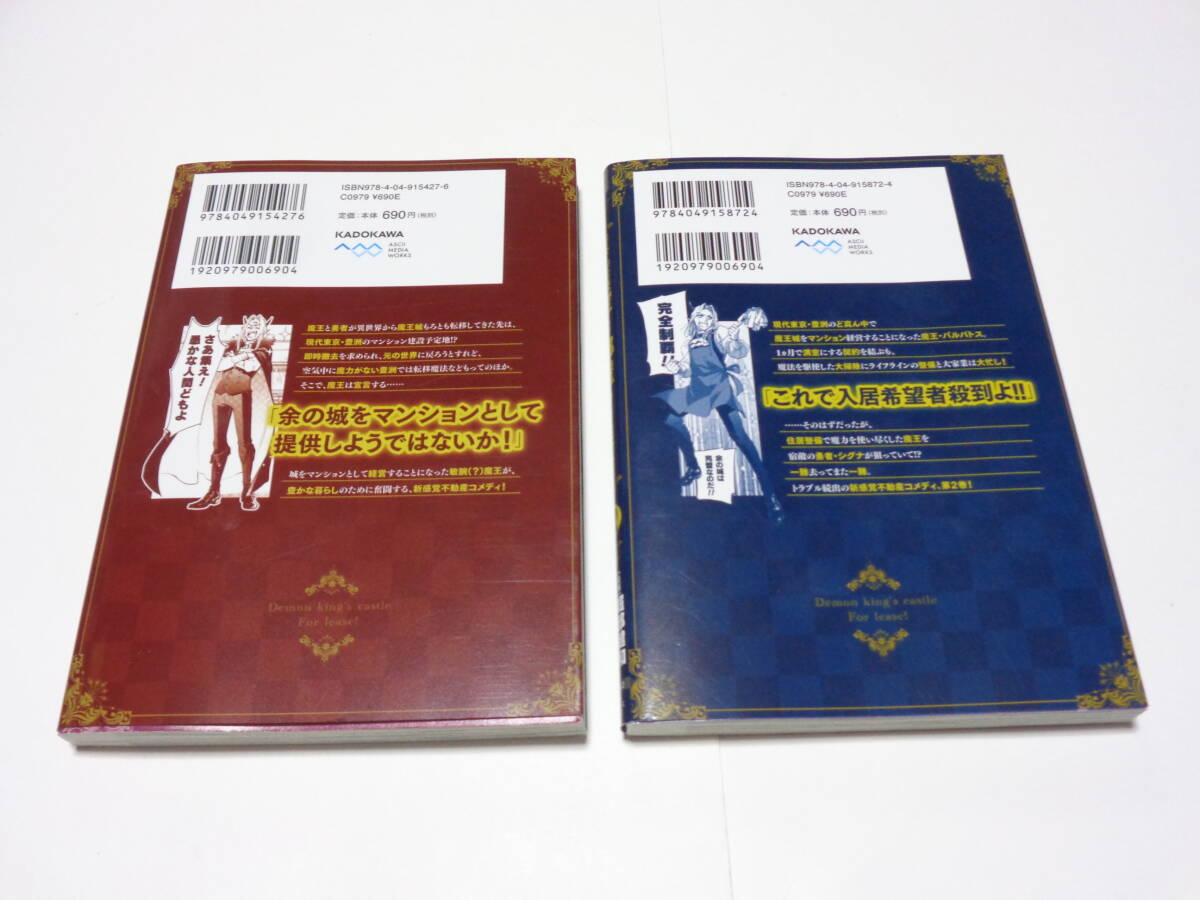 ISBN978-4-04-915427-6
C0979 ¥690E
定価:本体 690円(税別)
KADOKAWA
ASCII
MEDIA
WORKS
9784049154276
1920979006904
さあ集え!
愚かな人間どもよ
魔王と勇者が異世界から魔王城もろとも転移してきた先は、
現代東京・豊洲のマンション建設予定地!?
即時撤去を求められ、元の世界に戻ろうとすれど、
空気中に魔力がない豊洲では転移魔法などもってのほか。
そこで、魔王は宣言する……
「余の城をマンションとして
提供しようではないか!」
城をマンションとして経営することになった敏腕(?)魔王が、
豊かな暮らしのために奮闘する、新感覚不動産コメディ!
Demon king's castle
For lease!
ISBN978-4-04-915872-4
C0979 ¥690E
定価:本体 690円(税別)
KADOKAWA
ASCII
MEDIA
WORKS
9784049158724
1920979006904
完全制覇!!
余の城は
完璧なのだ!!
現代東京・豊洲のど真ん中で
魔王城をマンション経営することになった魔王・バルバトス。
1ヵ月で満室にする契約を結ぶも、
魔法を駆使した大掃除にライフラインの整備と大家業は大忙し!
「これで入居希望者殺到よ!!」
……そのはずだったが、
住居整備で魔力を使い尽くした魔王を
宿敵の勇者・シグナが狙っていて!?
一難去ってまた一難。
トラブル続出の新感覚不動産コメディ、第2巻!
Demon king's castle
For lease!